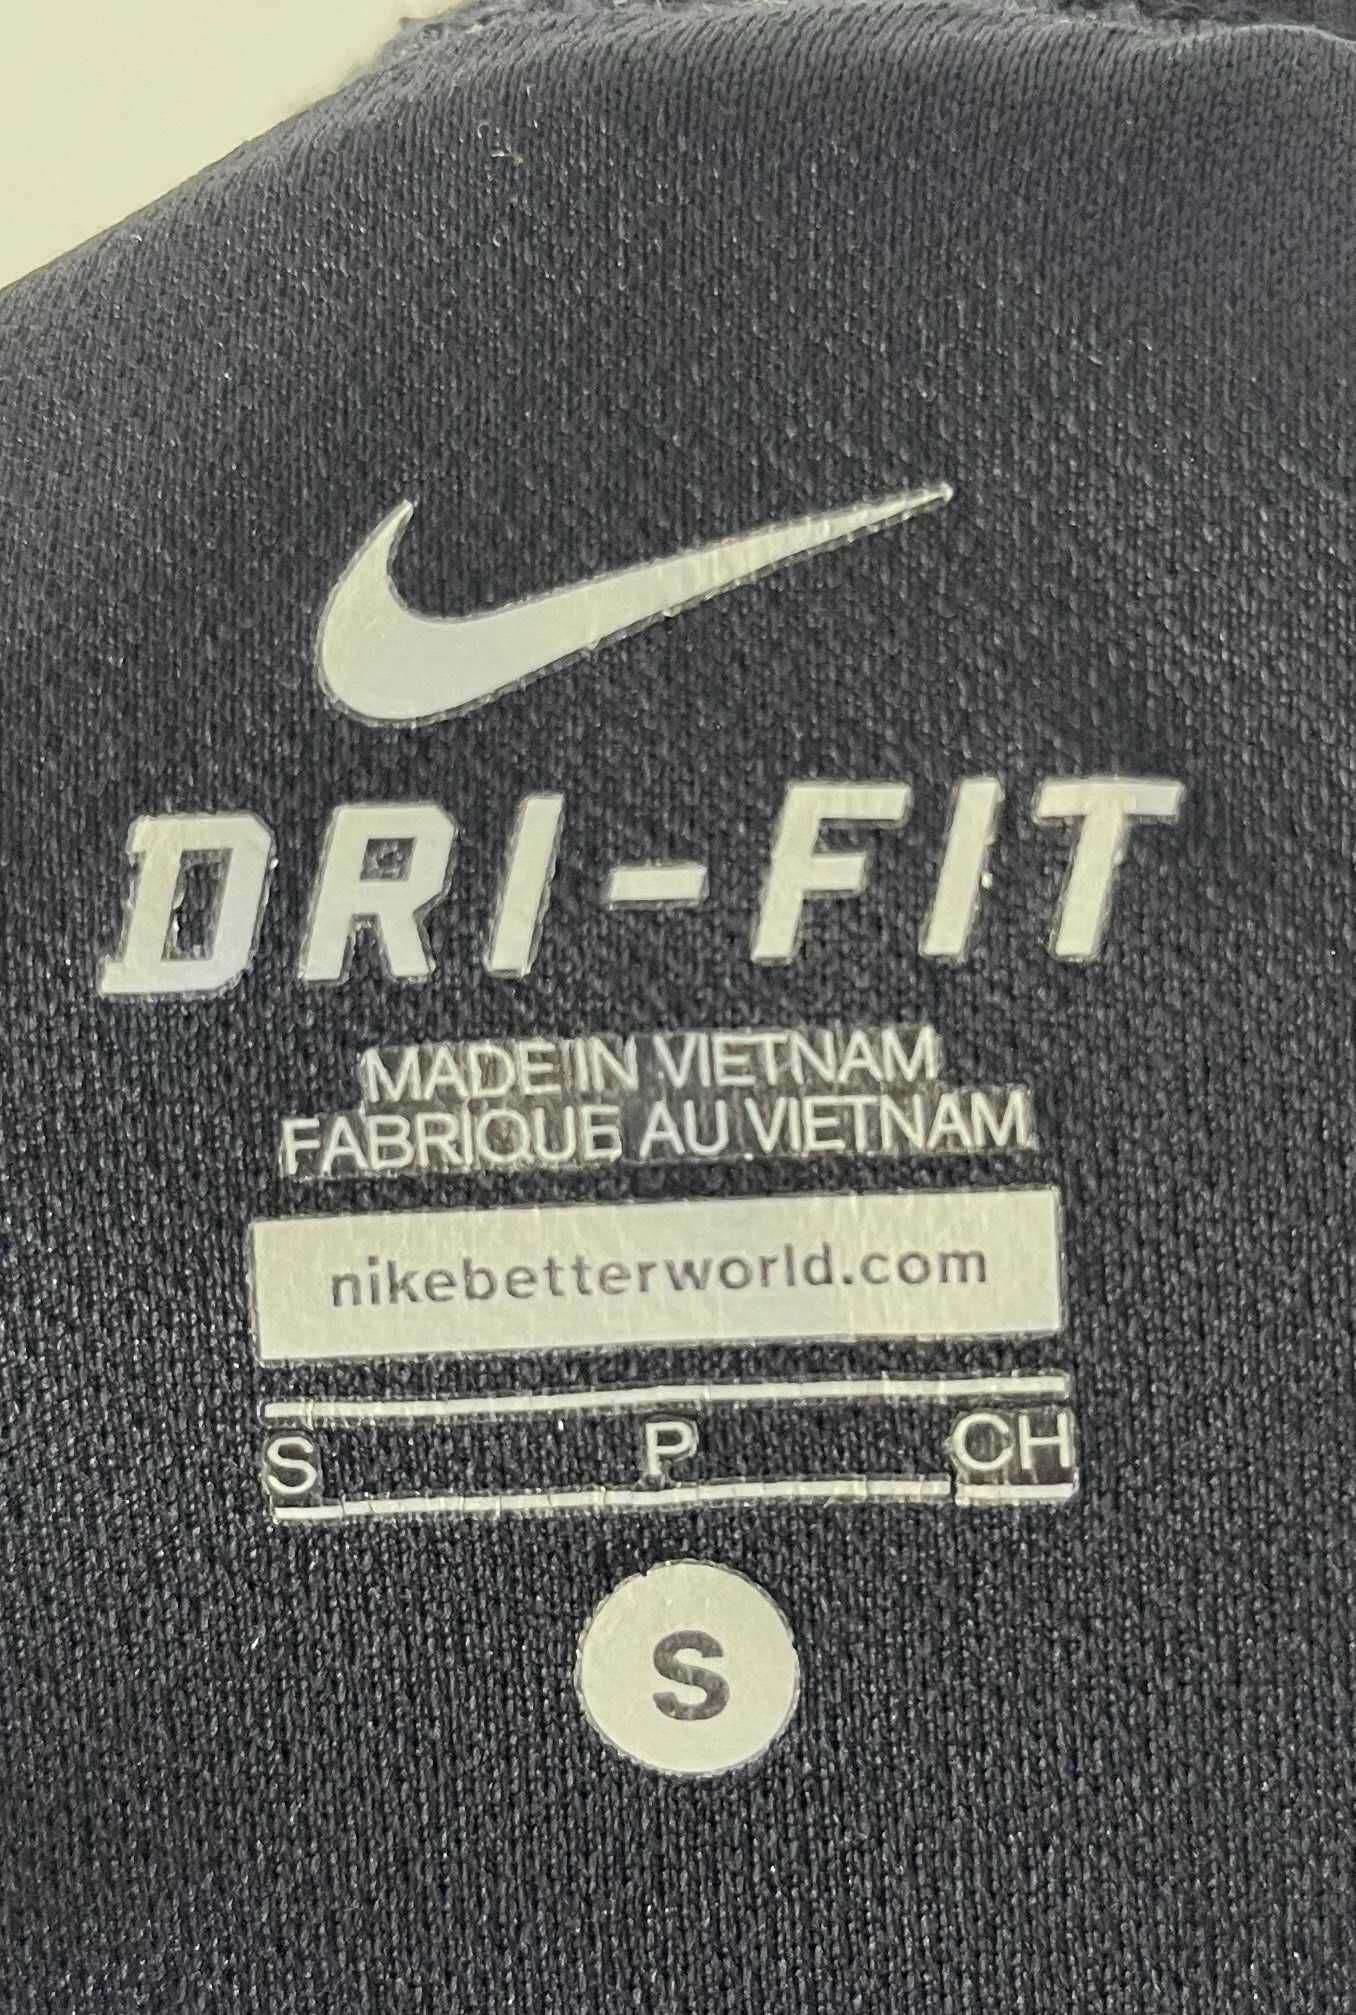 DRI-FIT
MADE IN VIETNAM
FABRIQUE AU VIETNAM
nikebetterworld.com
S P CH
S